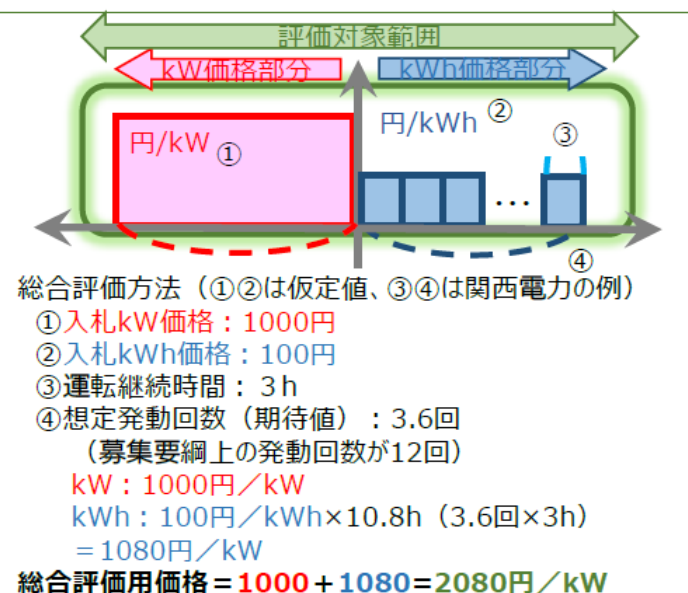 評価対象範囲
kW価格部分 kWh価格部分
円/kW ① 円/kWh ② ③
…
④
総合評価方法（①②は仮定値、③④は関西電力の例）
①入札kW価格：1000円
②入札kWh価格：100円
③運転継続時間：３h
④想定発動回数（期待値）：3.6回
（募集要綱上の発動回数が12回）
kW：1000円／kW
kWh：100円／kWh×10.8h（3.6回×3h）
＝1080円／kW
総合評価用価格＝1000＋1080＝2080円／kW